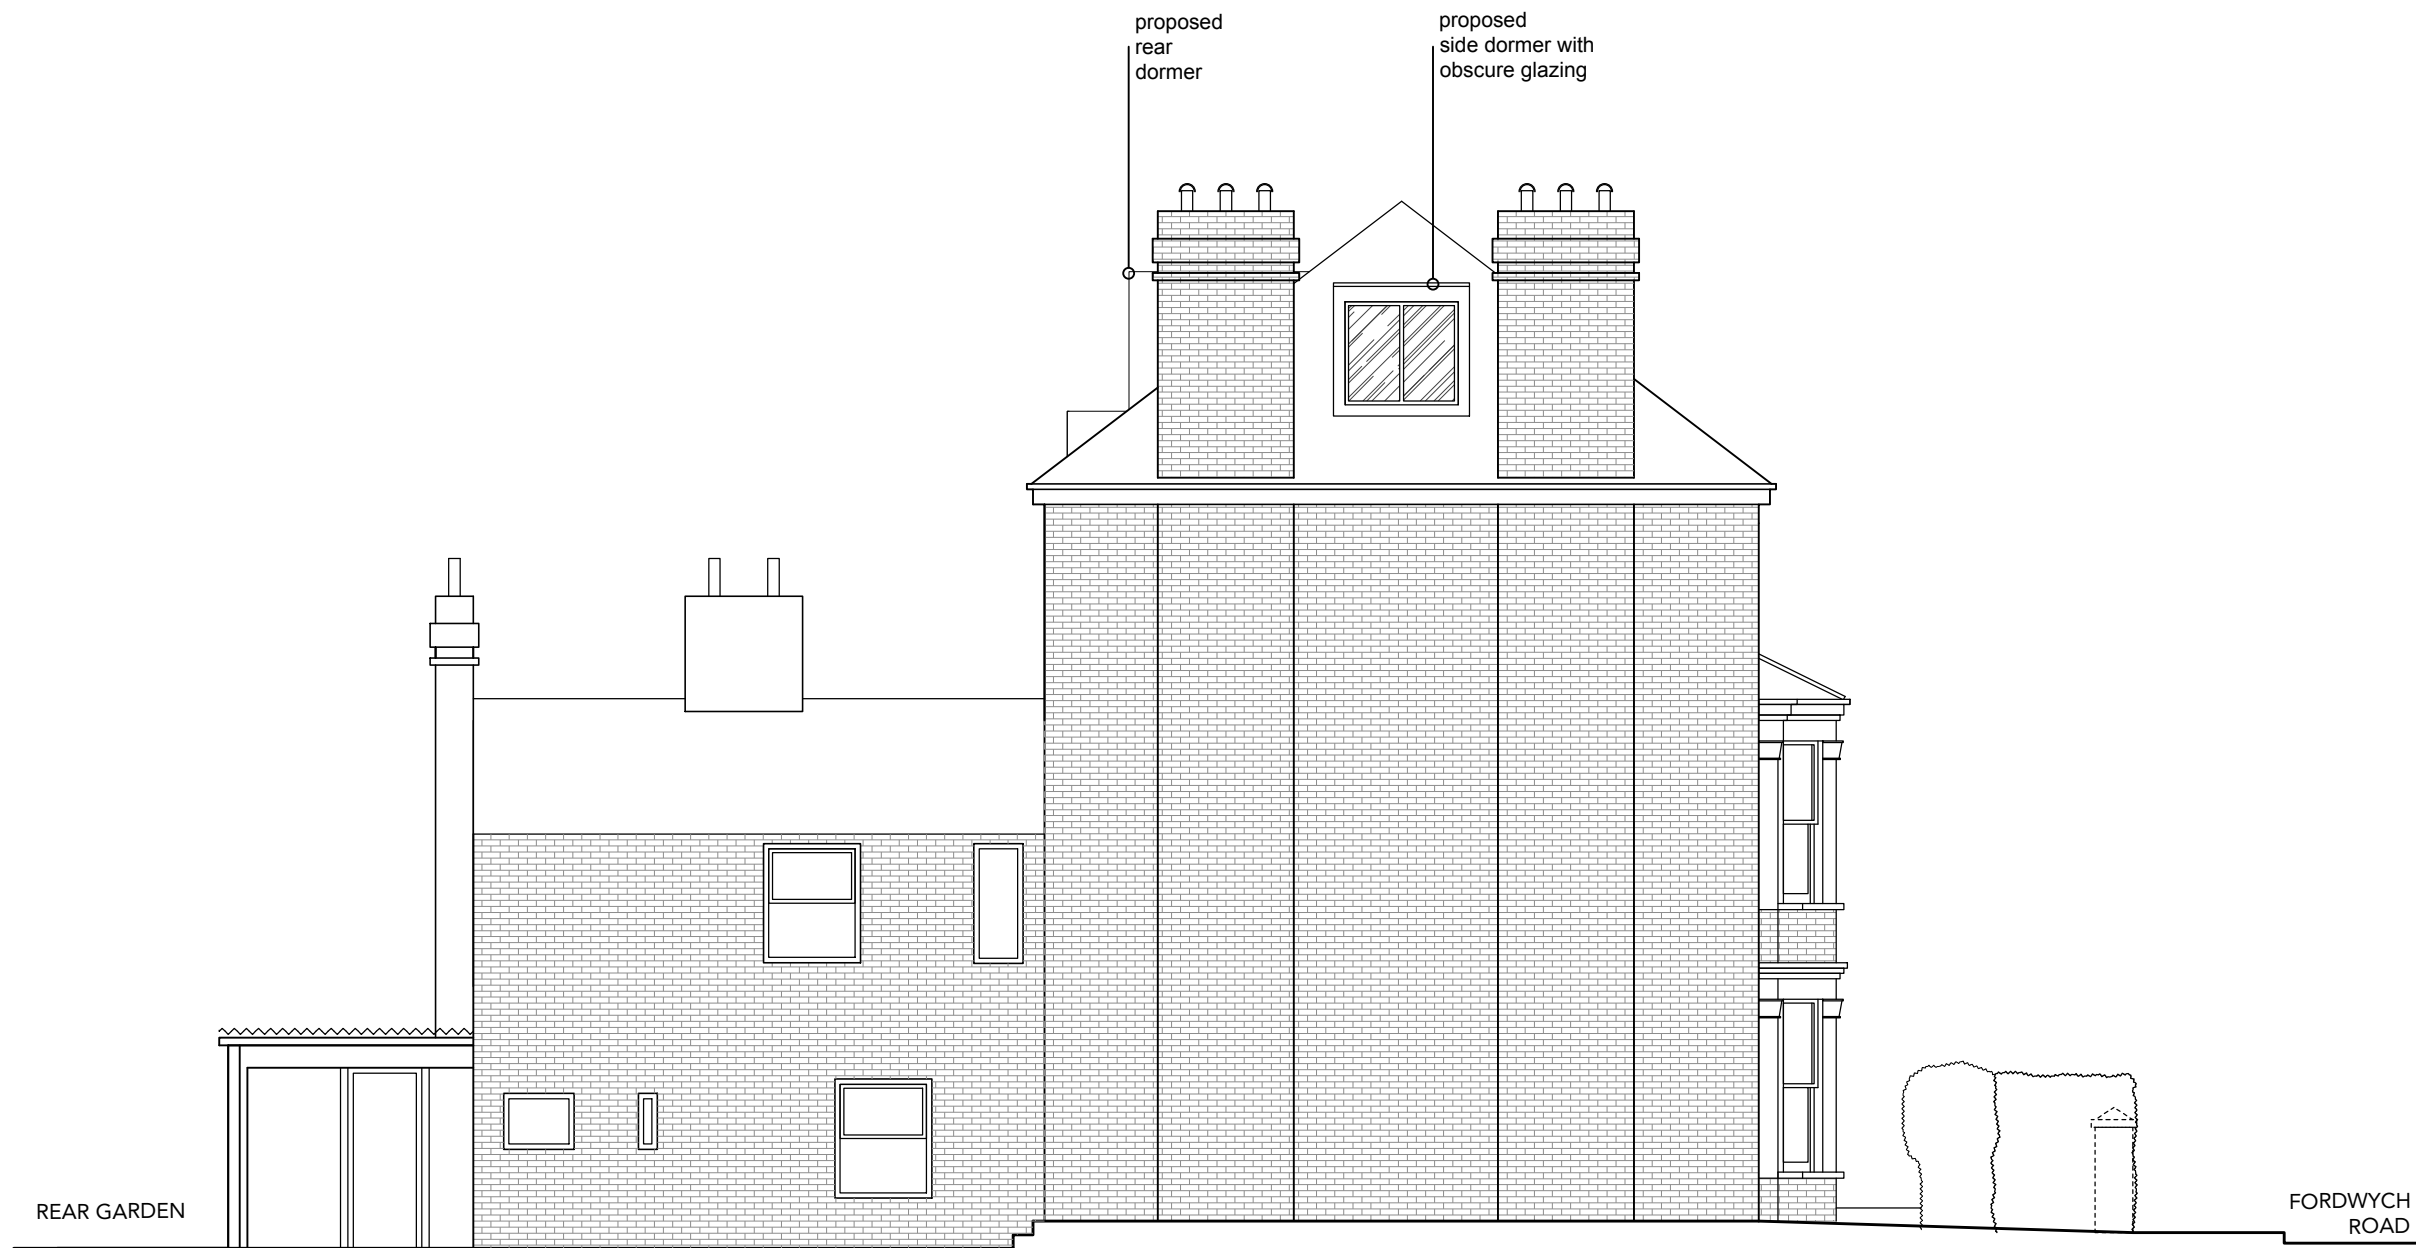 proposed
rear
dormer
proposed
side dormer with
obscure glazing
REAR GARDEN
FORDWYCH
ROAD